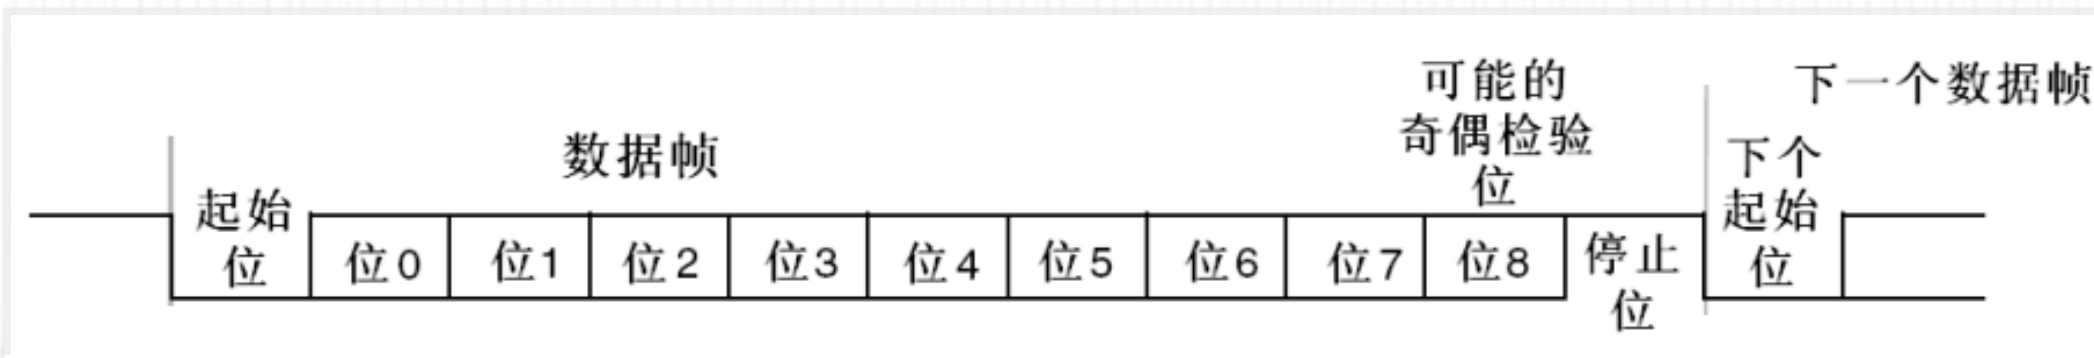 可能的
奇偶检验
位
下一个数据帧
数据帧
下个
起始
位
起始
位
位0
位1
位2
位3
位4
位5
位6
位7
位8
停止
位